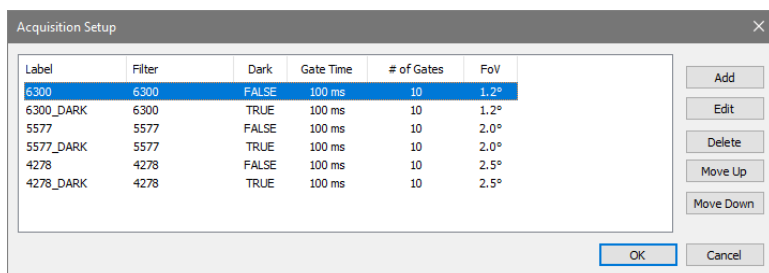 Acquisition Setup
Label Filter Dark Gate Time # of Gates FoV
6300 6300 FALSE 100 ms 10 1.2°
6300_DARK 6300 TRUE 100 ms 10 1.2°
5577 5577 FALSE 100 ms 10 2.0°
5577_DARK 5577 TRUE 100 ms 10 2.0°
4278 4278 FALSE 100 ms 10 2.5°
4278_DARK 4278 TRUE 100 ms 10 2.5°
Add
Edit
Delete
Move Up
Move Down
OK Cancel